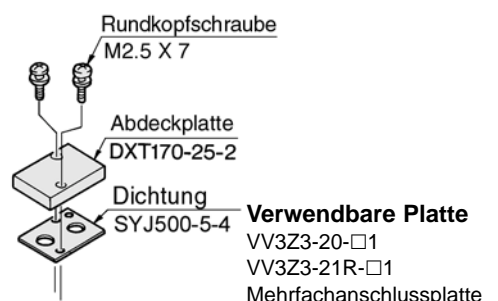 Rundkopfschraube
M2.5 X 7
Abdeckplatte
DXT170-25-2
Dichtung
SYJ500-5-4
Verwendbare Platte
VV3Z3-20-□1
VV3Z3-21R-□1
Mehrfachanschlussplatte